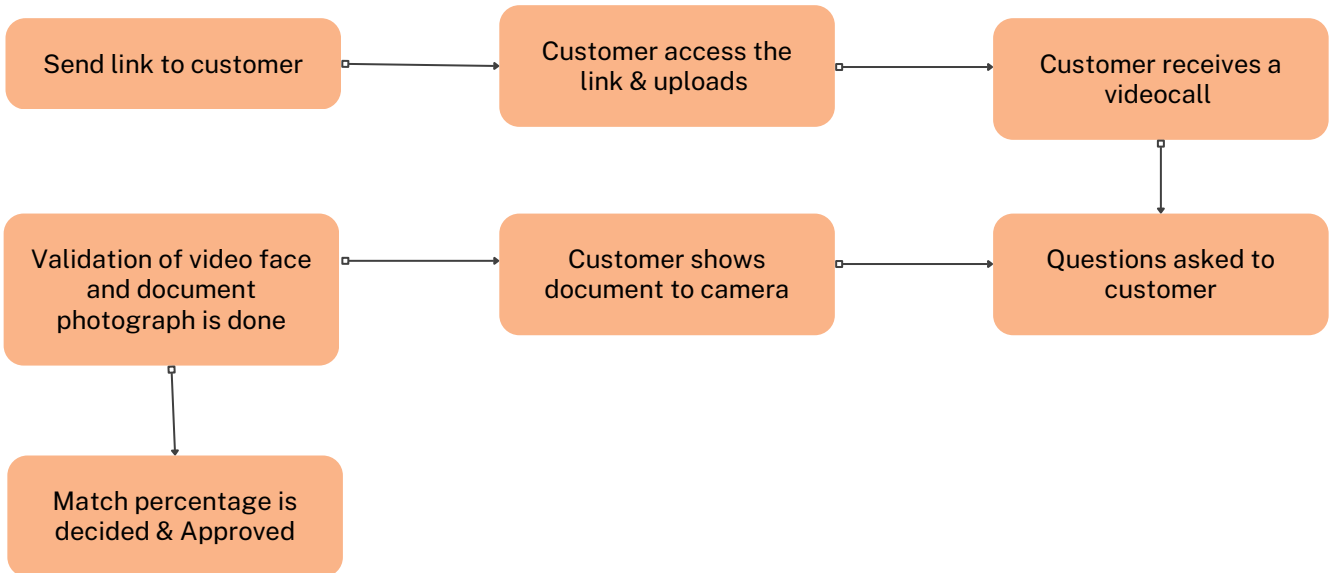 Send link to customer
Customer access the
link & uploads
Customer receives a
videocall
Validation of video face
and document
photograph is done
Customer shows
document to camera
Questions asked to
customer
Match percentage is
decided & Approved